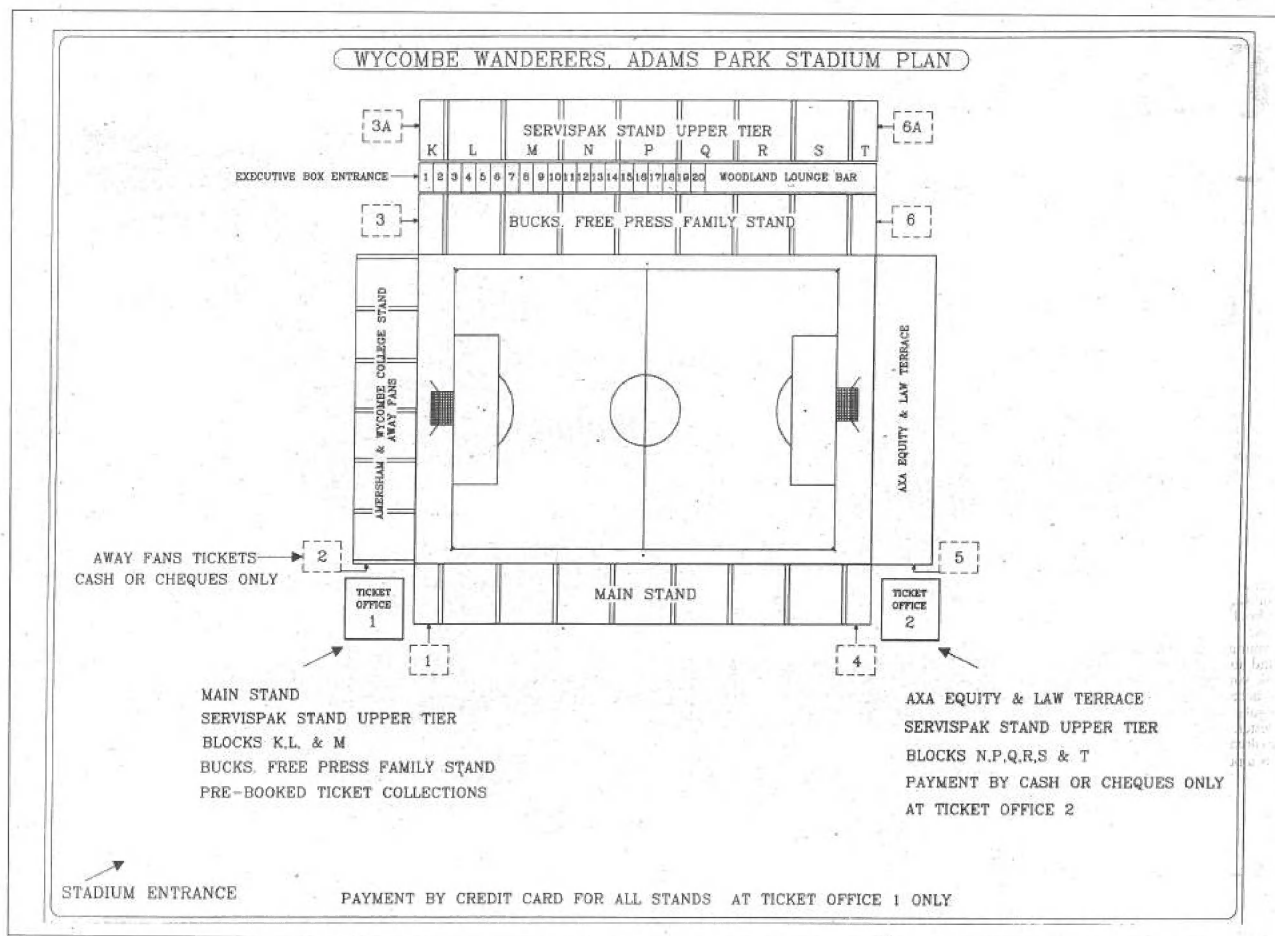 WYCOMBE WANDERERS, ADAMS PARK STADIUM PLAN
3A
SERVISPAK STAND UPPER TIER
6A
K L M N P Q R S T
EXECUTIVE BOX ENTRANCE
1 2 3 4 5 6 7 8 9 10 11 12 13 14 15 16 17 18 19 20
WOODLAND LOUNGE BAR
3
BUCKS. FREE PRESS FAMILY STAND
6
AMERSHAM & WYCOMBE COLLEGE STAND
AWAY FANS
AXA EQUITY & LAW TERRACE
AWAY FANS TICKETS
CASH OR CHEQUES ONLY
2
5
TICKET
OFFICE
1
MAIN STAND
TICKET
OFFICE
2
1
4
MAIN STAND
SERVISPAK STAND UPPER TIER
BLOCKS K,L, & M
BUCKS. FREE PRESS FAMILY STAND
PRE-BOOKED TICKET COLLECTIONS
AXA EQUITY & LAW TERRACE
SERVISPAK STAND UPPER TIER
BLOCKS N,P,Q,R,S & T
PAYMENT BY CASH OR CHEQUES ONLY
AT TICKET OFFICE 2
STADIUM ENTRANCE
PAYMENT BY CREDIT CARD FOR ALL STANDS AT TICKET OFFICE 1 ONLY